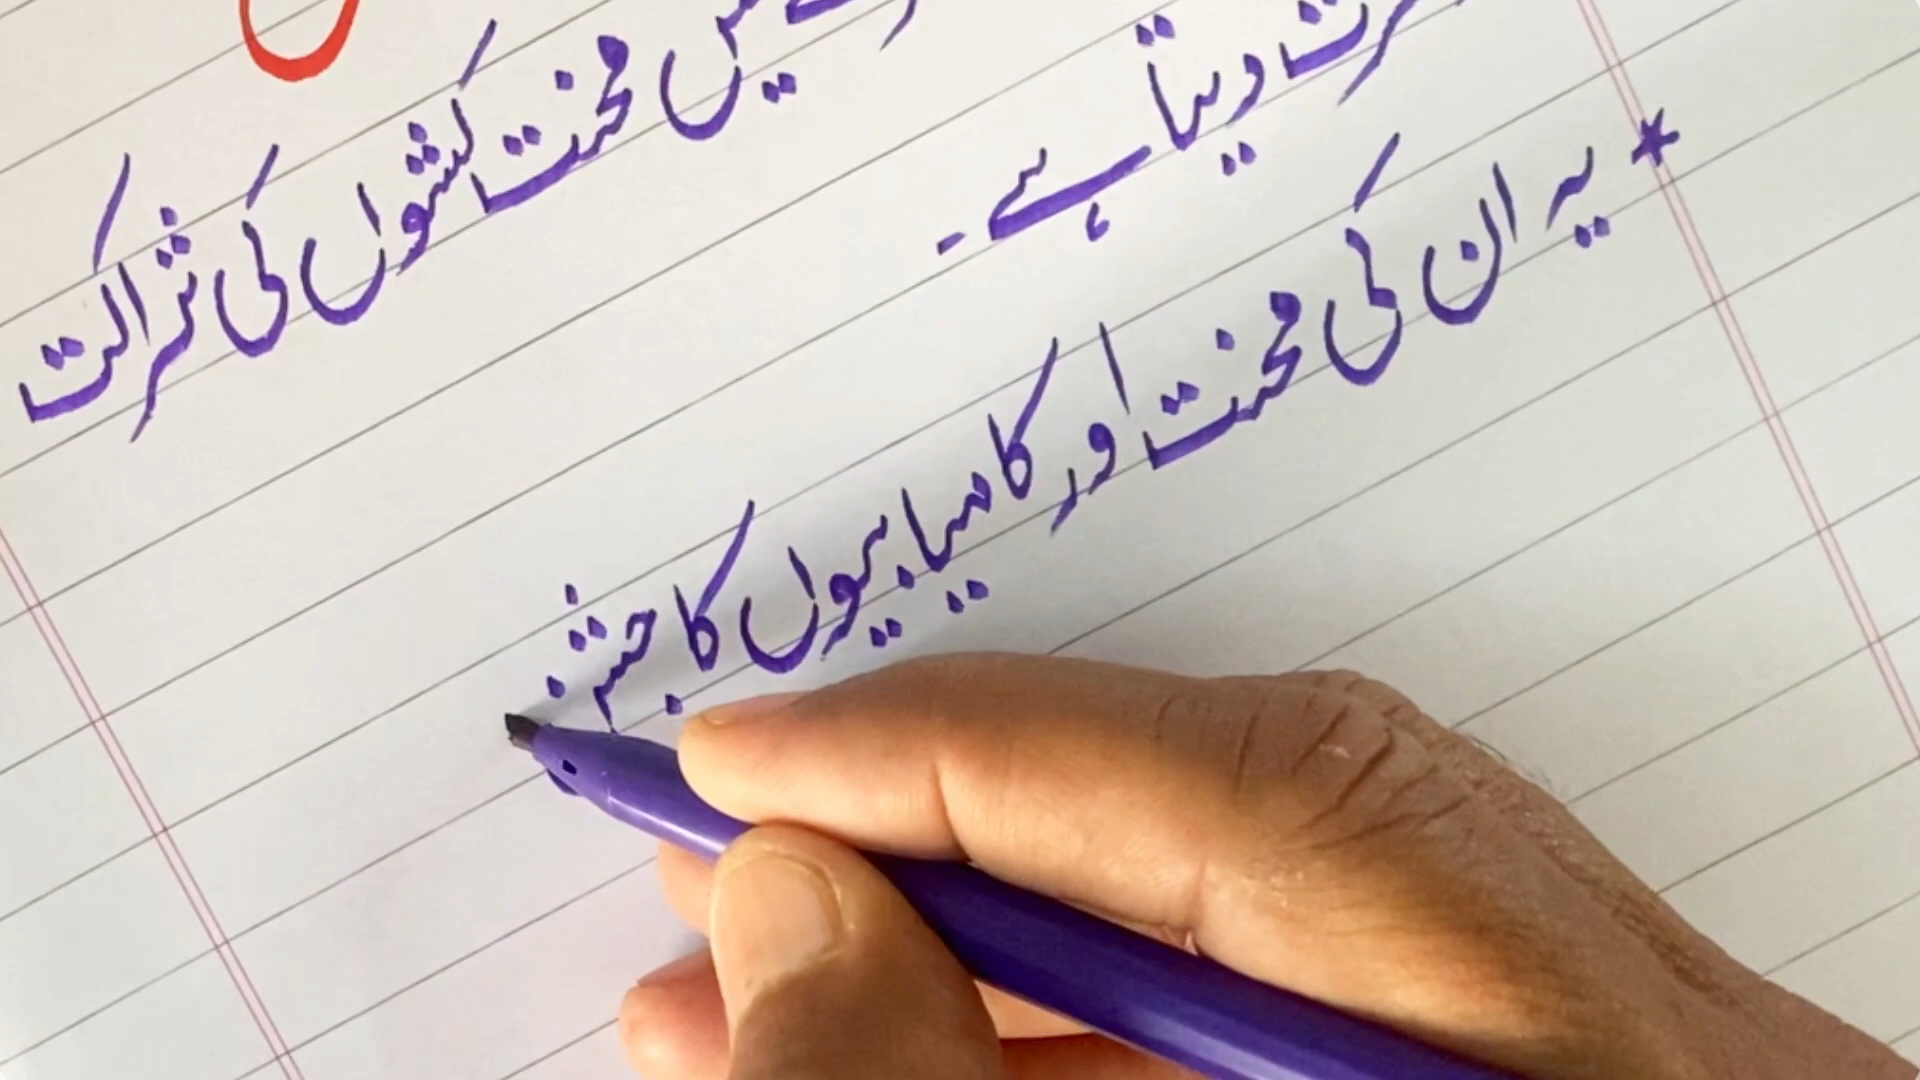 میں محنت کشوں کی شراکت
دیتا ہے۔
* یہ ان کی محنت اور کامیابیوں کا جشن